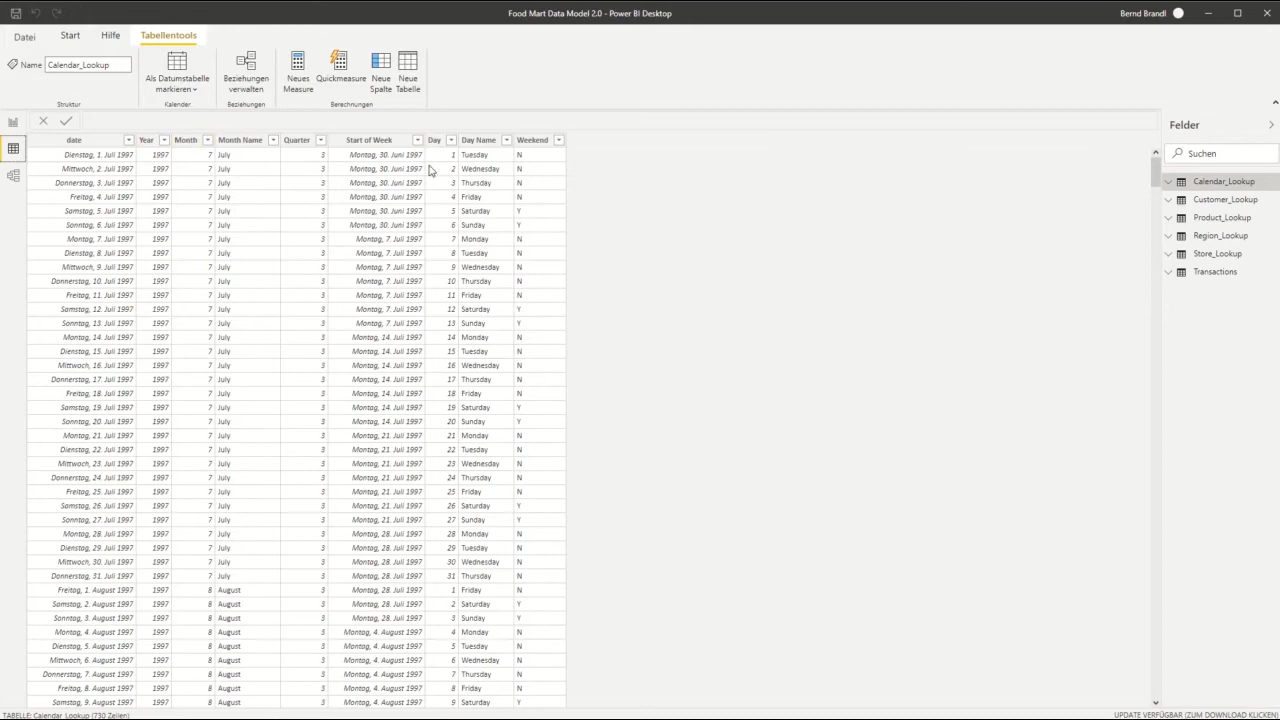 Food Mart Data Model 2.0 - Power BI Desktop
Bernd Brandl
Datei Start Hilfe Tabellentools
Name Calendar_Lookup
Als Datumstabelle markieren
Beziehungen verwalten
Neues Measure
Quickmeasure
Neue Spalte
Neue Tabelle
Struktur Kalender Beziehungen Berechnungen
date Year Month Month Name Quarter Start of Week Day Day Name Weekend
Dienstag, 1. Juli 1997 1997 7 July 3 Montag, 30. Juni 1997 1 Tuesday N
Mittwoch, 2. Juli 1997 1997 7 July 3 Montag, 30. Juni 1997 2 Wednesday N
Donnerstag, 3. Juli 1997 1997 7 July 3 Montag, 30. Juni 1997 3 Thursday N
Freitag, 4. Juli 1997 1997 7 July 3 Montag, 30. Juni 1997 4 Friday N
Samstag, 5. Juli 1997 1997 7 July 3 Montag, 30. Juni 1997 5 Saturday Y
Sonntag, 6. Juli 1997 1997 7 July 3 Montag, 30. Juni 1997 6 Sunday Y
Montag, 7. Juli 1997 1997 7 July 3 Montag, 7. Juli 1997 7 Monday N
Dienstag, 8. Juli 1997 1997 7 July 3 Montag, 7. Juli 1997 8 Tuesday N
Mittwoch, 9. Juli 1997 1997 7 July 3 Montag, 7. Juli 1997 9 Wednesday N
Donnerstag, 10. Juli 1997 1997 7 July 3 Montag, 7. Juli 1997 10 Thursday N
Freitag, 11. Juli 1997 1997 7 July 3 Montag, 7. Juli 1997 11 Friday N
Samstag, 12. Juli 1997 1997 7 July 3 Montag, 7. Juli 1997 12 Saturday Y
Sonntag, 13. Juli 1997 1997 7 July 3 Montag, 7. Juli 1997 13 Sunday Y
Montag, 14. Juli 1997 1997 7 July 3 Montag, 14. Juli 1997 14 Monday N
Dienstag, 15. Juli 1997 1997 7 July 3 Montag, 14. Juli 1997 15 Tuesday N
Mittwoch, 16. Juli 1997 1997 7 July 3 Montag, 14. Juli 1997 16 Wednesday N
Donnerstag, 17. Juli 1997 1997 7 July 3 Montag, 14. Juli 1997 17 Thursday N
Freitag, 18. Juli 1997 1997 7 July 3 Montag, 14. Juli 1997 18 Friday N
Samstag, 19. Juli 1997 1997 7 July 3 Montag, 14. Juli 1997 19 Saturday Y
Sonntag, 20. Juli 1997 1997 7 July 3 Montag, 14. Juli 1997 20 Sunday Y
Montag, 21. Juli 1997 1997 7 July 3 Montag, 21. Juli 1997 21 Monday N
Dienstag, 22. Juli 1997 1997 7 July 3 Montag, 21. Juli 1997 22 Tuesday N
Mittwoch, 23. Juli 1997 1997 7 July 3 Montag, 21. Juli 1997 23 Wednesday N
Donnerstag, 24. Juli 1997 1997 7 July 3 Montag, 21. Juli 1997 24 Thursday N
Freitag, 25. Juli 1997 1997 7 July 3 Montag, 21. Juli 1997 25 Friday N
Samstag, 26. Juli 1997 1997 7 July 3 Montag, 21. Juli 1997 26 Saturday Y
Sonntag, 27. Juli 1997 1997 7 July 3 Montag, 21. Juli 1997 27 Sunday Y
Montag, 28. Juli 1997 1997 7 July 3 Montag, 28. Juli 1997 28 Monday N
Dienstag, 29. Juli 1997 1997 7 July 3 Montag, 28. Juli 1997 29 Tuesday N
Mittwoch, 30. Juli 1997 1997 7 July 3 Montag, 28. Juli 1997 30 Wednesday N
Donnerstag, 31. Juli 1997 1997 7 July 3 Montag, 28. Juli 1997 31 Thursday N
Freitag, 1. August 1997 1997 8 August 3 Montag, 28. Juli 1997 1 Friday N
Samstag, 2. August 1997 1997 8 August 3 Montag, 28. Juli 1997 2 Saturday Y
Sonntag, 3. August 1997 1997 8 August 3 Montag, 28. Juli 1997 3 Sunday Y
Montag, 4. August 1997 1997 8 August 3 Montag, 4. August 1997 4 Monday N
Dienstag, 5. August 1997 1997 8 August 3 Montag, 4. August 1997 5 Tuesday N
Mittwoch, 6. August 1997 1997 8 August 3 Montag, 4. August 1997 6 Wednesday N
Donnerstag, 7. August 1997 1997 8 August 3 Montag, 4. August 1997 7 Thursday N
Freitag, 8. August 1997 1997 8 August 3 Montag, 4. August 1997 8 Friday N
Samstag, 9. August 1997 1997 8 August 3 Montag, 4. August 1997 9 Saturday Y
Felder
Suchen
Calendar_Lookup
Customer_Lookup
Product_Lookup
Region_Lookup
Store_Lookup
Transactions
TABELLE: Calendar_Lookup (730 Zeilen)
UPDATE VERFÜGBAR (ZUM DOWNLOAD KLICKEN)